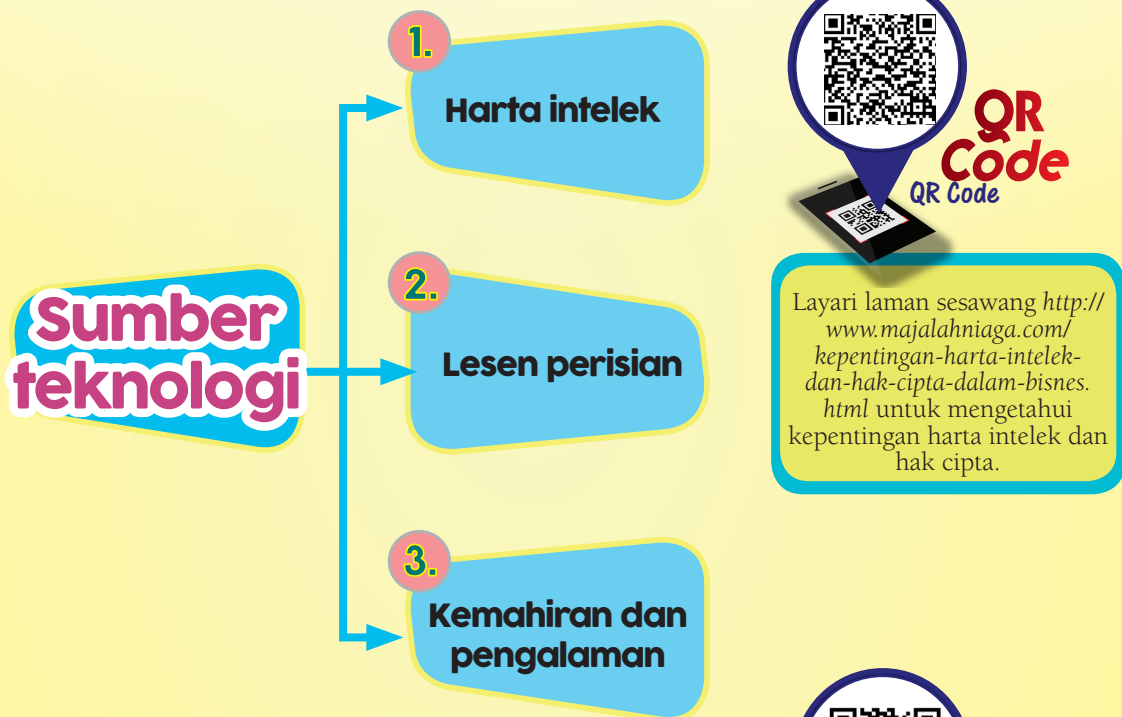 Sumber
teknologi
1.
Harta intelek
2.
Lesen perisian
3.
Kemahiran dan
pengalaman
QR
Code
QR Code
Layari laman sesawang http://
www.majalahniaga.com/
kepentingan-harta-intelek-
dan-hak-cipta-dalam-bisnes.
html untuk mengetahui
kepentingan harta intelek dan
hak cipta.